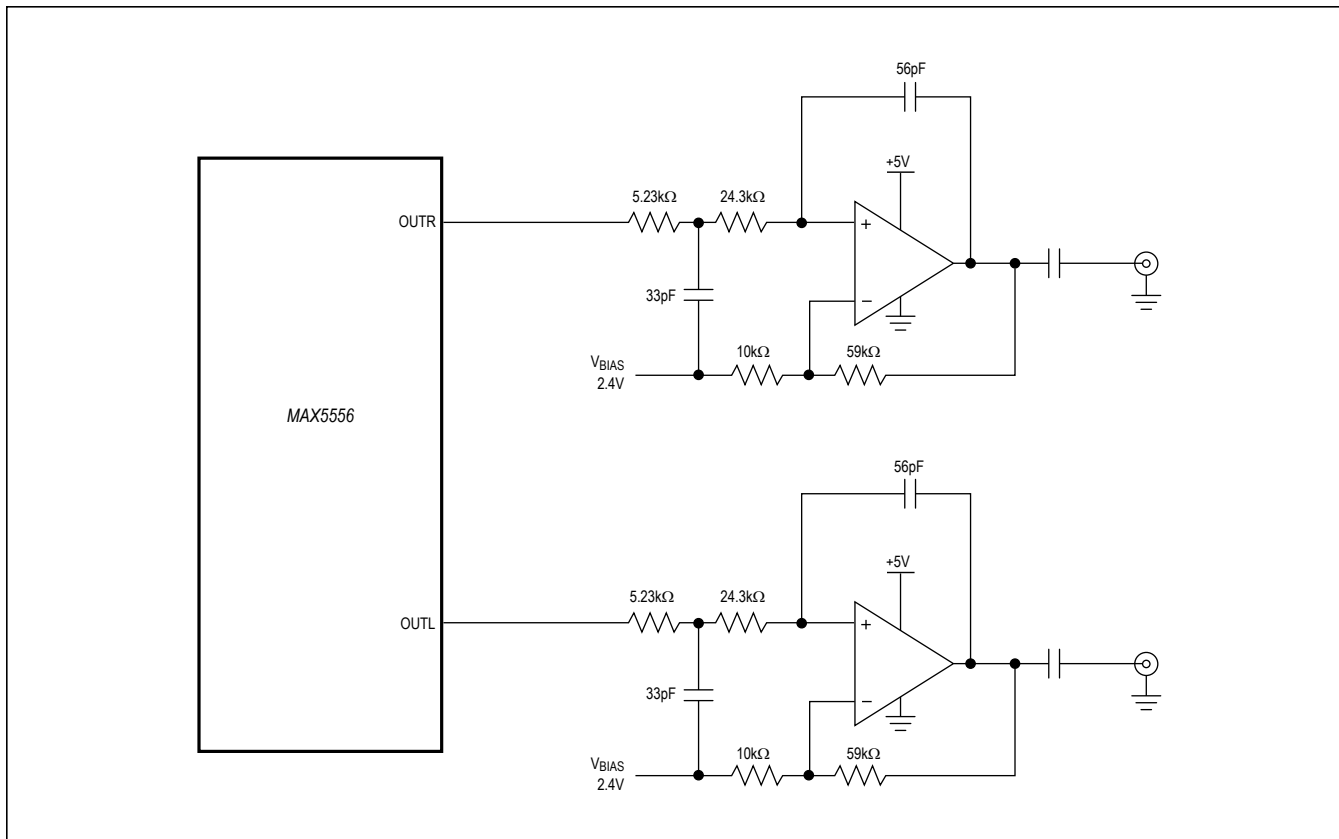 56pF
+5V
5.23kΩ 24.3kΩ
OUTR
+
33pF
−
10kΩ 59kΩ
VBIAS
2.4V
MAX5556
56pF
+5V
5.23kΩ 24.3kΩ
OUTL
+
33pF
−
10kΩ 59kΩ
VBIAS
2.4V